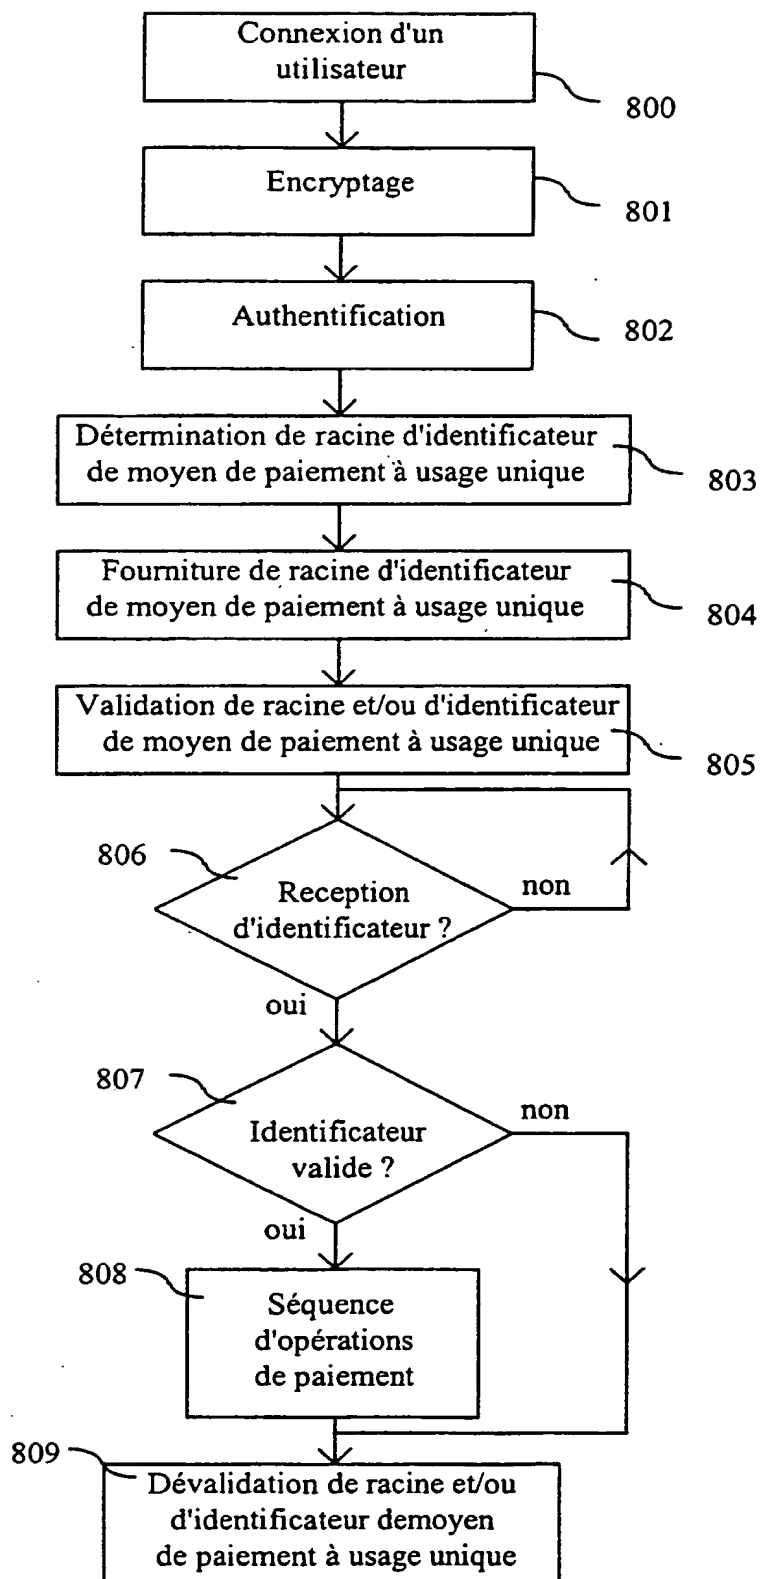 Connexion d'un
utilisateur
800
Encryptage
801
Authentification
802
Détermination de racine d'identificateur
de moyen de paiement à usage unique
803
Fourniture de racine d'identificateur
de moyen de paiement à usage unique
804
Validation de racine et/ou d'identificateur
de moyen de paiement à usage unique
805
806
Reception
d'identificateur ?
non
oui
807
Identificateur
valide ?
non
oui
808
Séquence
d'opérations
de paiement
809
Dévalidation de racine et/ou
d'identificateur demoyen
de paiement à usage unique